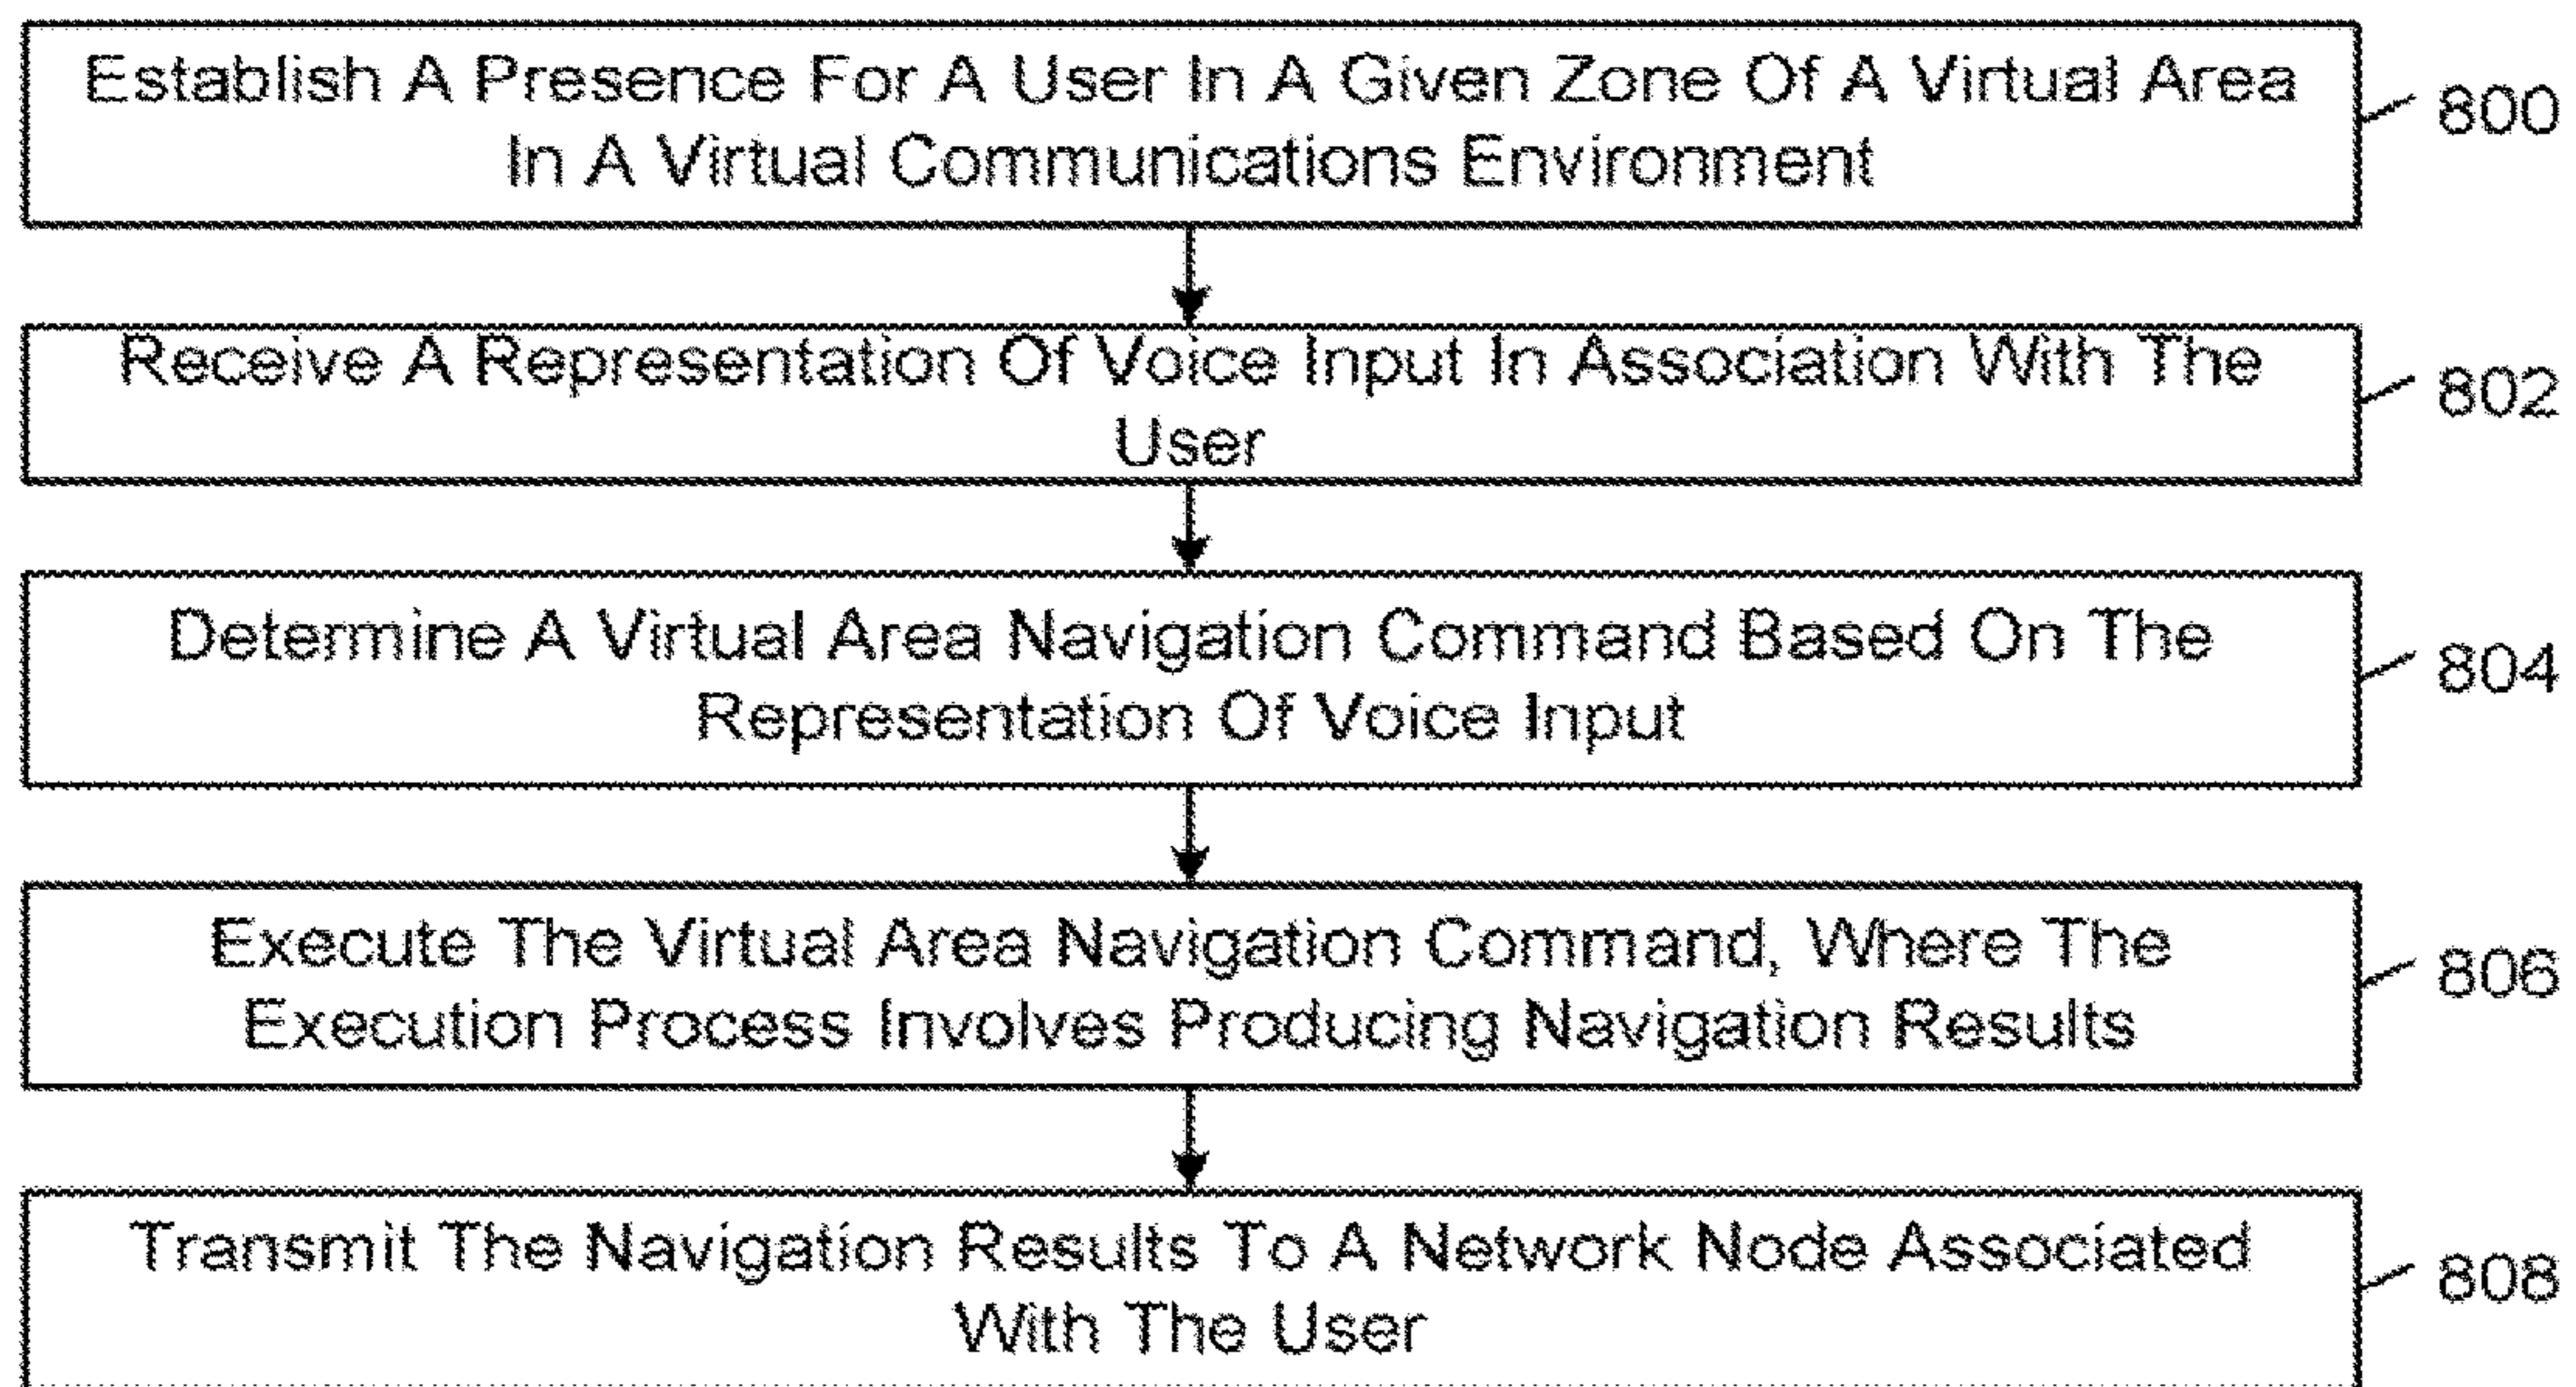 Establish A Presence For A User In A Given Zone Of A Virtual Area
In A Virtual Communications Environment
800
Receive A Representation Of Voice Input In Association With The
User
802
Determine A Virtual Area Navigation Command Based On The
Representation Of Voice Input
804
Execute The Virtual Area Navigation Command, Where The
Execution Process Involves Producing Navigation Results
806
Transmit The Navigation Results To A Network Node Associated
With The User
808